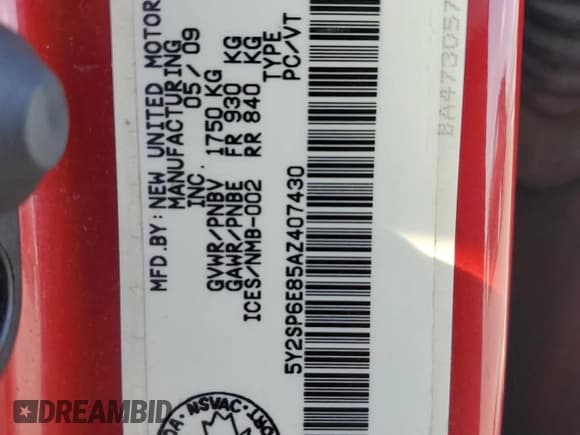 MFD.BY: NEW UNITED MOTOR
MANUFACTURING
INC. 05/09
GVWR/PNBV 1750 KG
GAWR/PNBE FR 930 KG
ICES/NMB-002 RR 840 KG
TYPE
PC/VT
5Y2SP6E85AZ407430
BA473057
NSVAC
DREAMBID